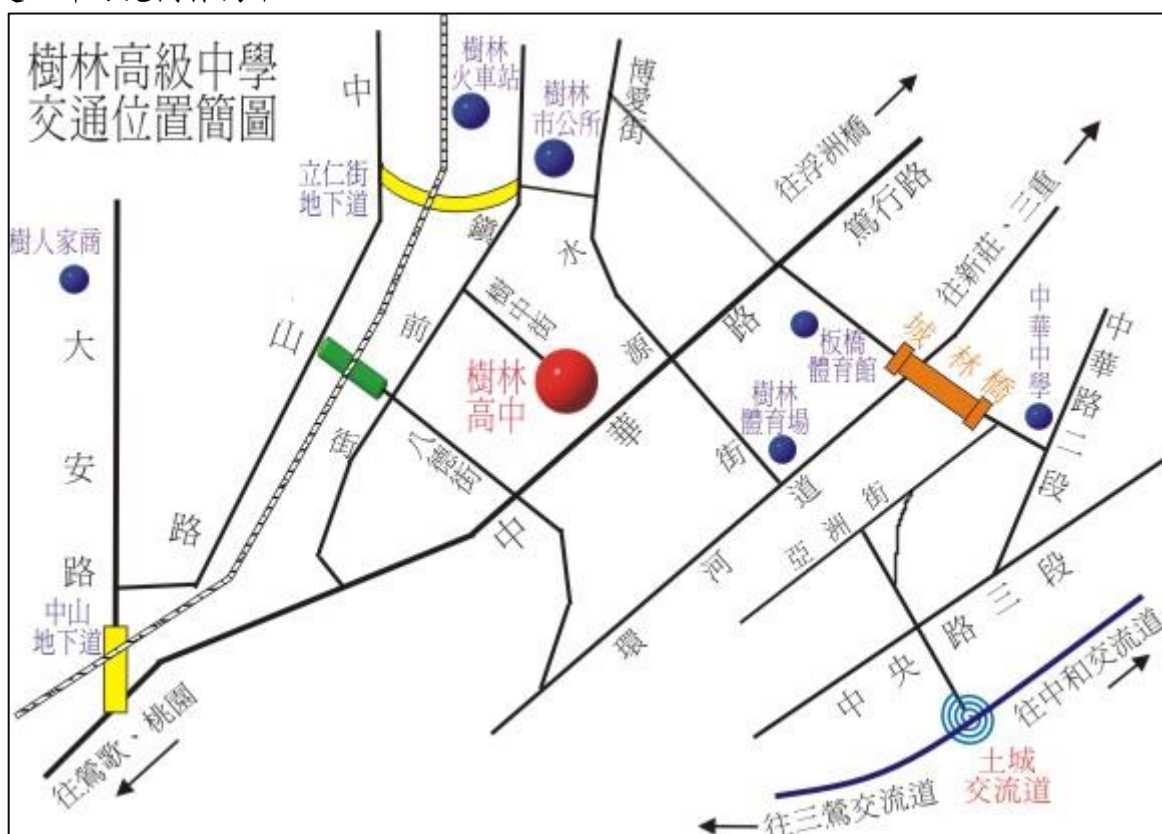 樹林高級中學
交通位置簡圖
樹林
火車站
樹林
市公所
博愛街
往浮洲橋
篤行路
往新莊、三重
立仁街
地下道
樹人家商
大安路
中山路
鎮前街
樹中街
樹林
高中
八德街
水源街
中華路
板橋
體育館
樹林
體育場
城林橋
中華中學
中華路二段
環河道
亞洲街
中央路三段
中山
地下道
往鶯歌、桃園
往中和交流道
土城
交流道
往三鶯交流道